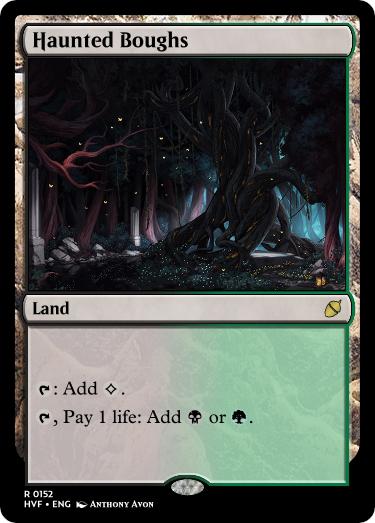 Haunted Boughs
Land
: Add .
, Pay 1 life: Add or .
R 0152
HVF • ENG Anthony Avon